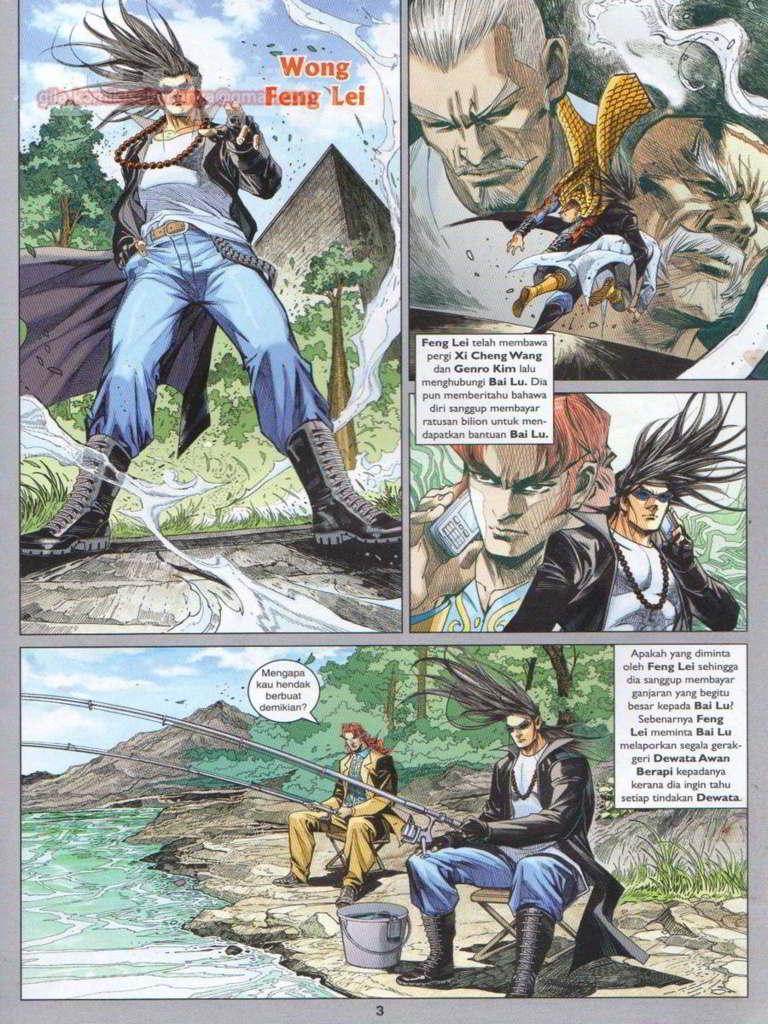 Wong
Feng Lei
Feng Lei telah membawa
pergi Xi Cheng Wang
dan Genro Kim lalu
menghubungi Bai Lu. Dia
pun memberitahu bahawa
diri sanggup membayar
ratusan bilion untuk men-
dapatkan bantuan Bai Lu.
Mengapa
kau hendak
berbuat
demikian?
Apakah yang diminta
oleh Feng Lei sehingga
dia sanggup membayar
ganjaran yang begitu
besar kepada Bai Lu?
Sebenarnya Feng
Lei meminta Bai Lu
melaporkan segala gerak-
geri Dewata Awan
Berapi kepadanya
kerana dia ingin tahu
setiap tindakan Dewata.
3